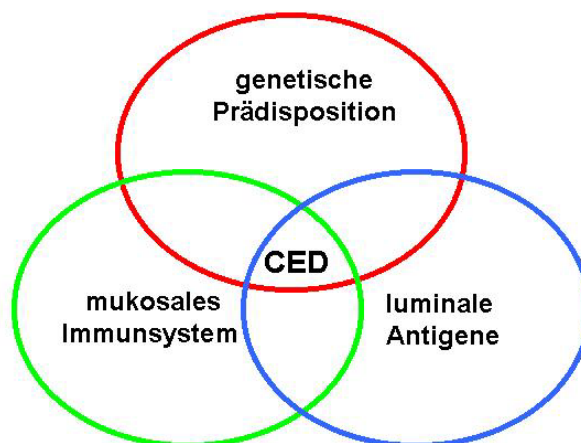 genetische
Prädisposition
CED
mukosales
Immunsystem
luminale
Antigene